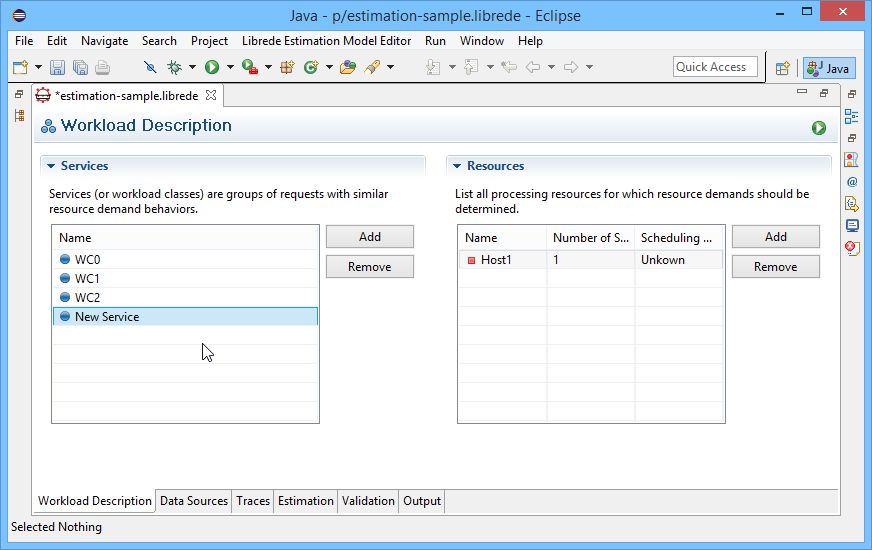 Java - p/estimation-sample.librede - Eclipse
File Edit Navigate Search Project Librede Estimation Model Editor Run Window Help
Quick Access
Java
*estimation-sample.librede
Workload Description
Services
Services (or workload classes) are groups of requests with similar
resource demand behaviors.
Name
WC0
WC1
WC2
New Service
Add
Remove
Resources
List all processing resources for which resource demands should be
determined.
Name Number of S... Scheduling ...
Host1 1 Unkown
Add
Remove
Workload Description Data Sources Traces Estimation Validation Output
Selected Nothing